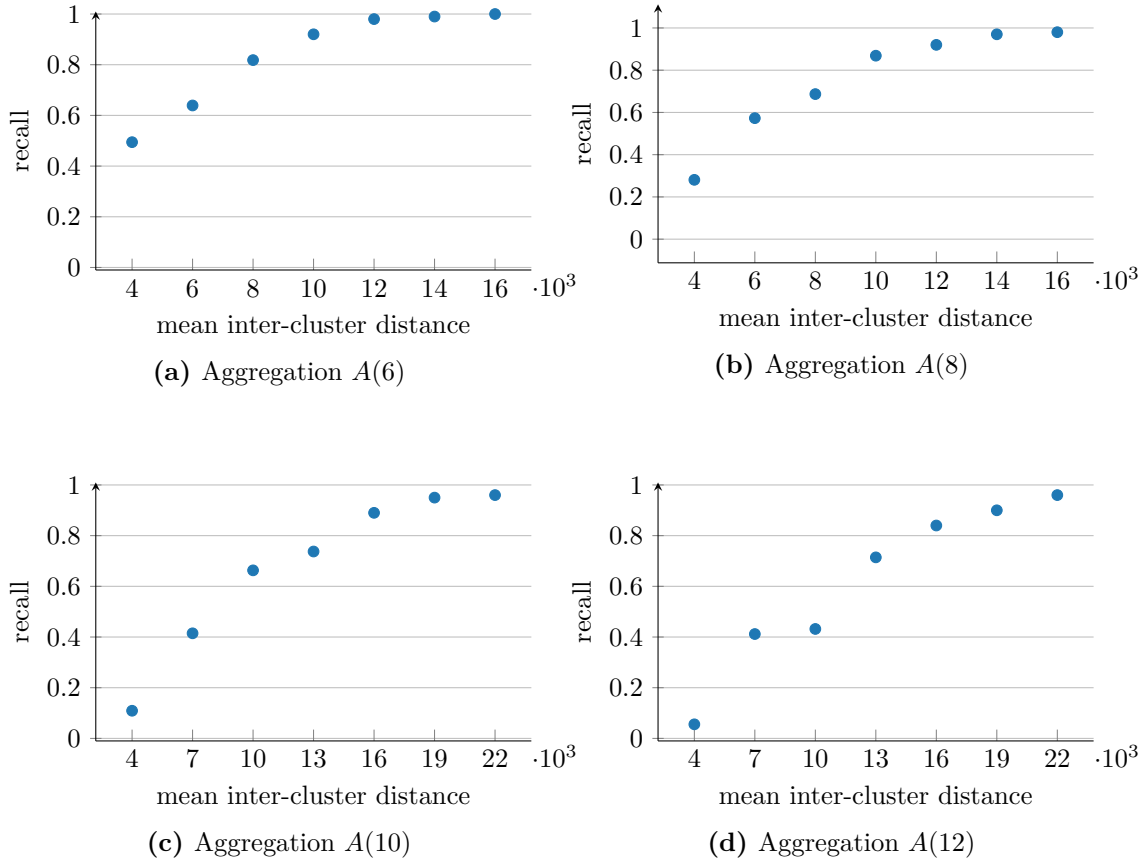 1
0.8
0.6
0.4
0.2
0
recall
4 6 8 10 12 14 16 ·10³
mean inter-cluster distance
(a) Aggregation A(6)
1
0.8
0.6
0.4
0.2
0
recall
4 6 8 10 12 14 16 ·10³
mean inter-cluster distance
(b) Aggregation A(8)
1
0.8
0.6
0.4
0.2
0
recall
4 7 10 13 16 19 22 ·10³
mean inter-cluster distance
(c) Aggregation A(10)
1
0.8
0.6
0.4
0.2
0
recall
4 7 10 13 16 19 22 ·10³
mean inter-cluster distance
(d) Aggregation A(12)